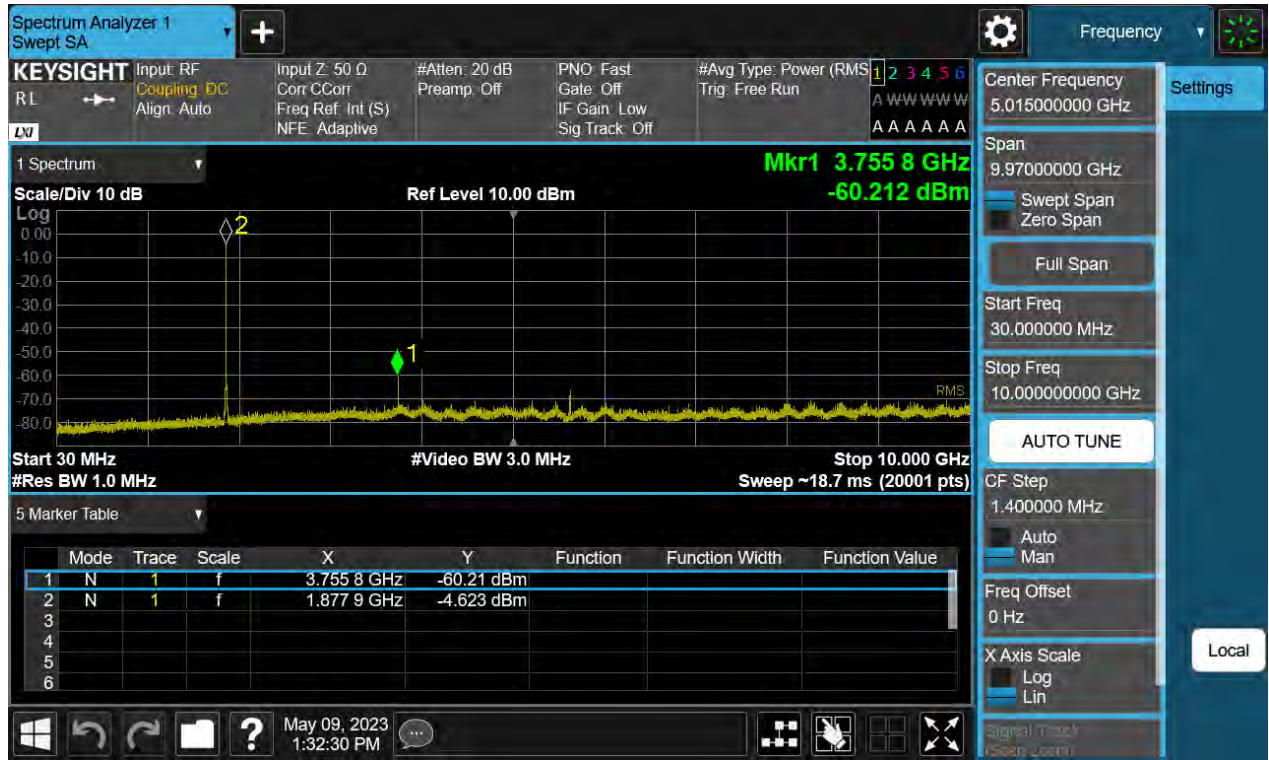 Spectrum Analyzer 1
Swept SA
Frequency
KEYSIGHT
RL
LXI
Input: RF
Coupling: DC
Align: Auto
Input Z: 50 Ω
Corr CCorr
Freq Ref: Int (S)
NFE: Adaptive
#Atten: 20 dB
Preamp: Off
PNO: Fast
Gate: Off
IF Gain: Low
Sig Track: Off
#Avg Type: Power (RMS
Trig: Free Run
1 2 3 4 5 6
A W W W W W
A A A A A A
1 Spectrum
Mkr1 3.755 8 GHz
-60.212 dBm
Scale/Div 10 dB
Ref Level 10.00 dBm
Log
0.00
-10.0
-20.0
-30.0
-40.0
-50.0
-60.0
-70.0
-80.0
2
1
RMS
Start 30 MHz
#Video BW 3.0 MHz
Stop 10.000 GHz
#Res BW 1.0 MHz
Sweep ~18.7 ms (20001 pts)
5 Marker Table
Mode Trace Scale X Y Function Function Width Function Value
1 N 1 f 3.755 8 GHz -60.21 dBm
2 N 1 f 1.877 9 GHz -4.623 dBm
3
4
5
6
May 09, 2023
1:32:30 PM
Center Frequency
5.015000000 GHz
Settings
Span
9.97000000 GHz
Swept Span
Zero Span
Full Span
Start Freq
30.000000 MHz
Stop Freq
10.000000000 GHz
AUTO TUNE
CF Step
1.400000 MHz
Auto
Man
Freq Offset
0 Hz
X Axis Scale
Log
Lin
Local
Signal Track
(Span Zoom)